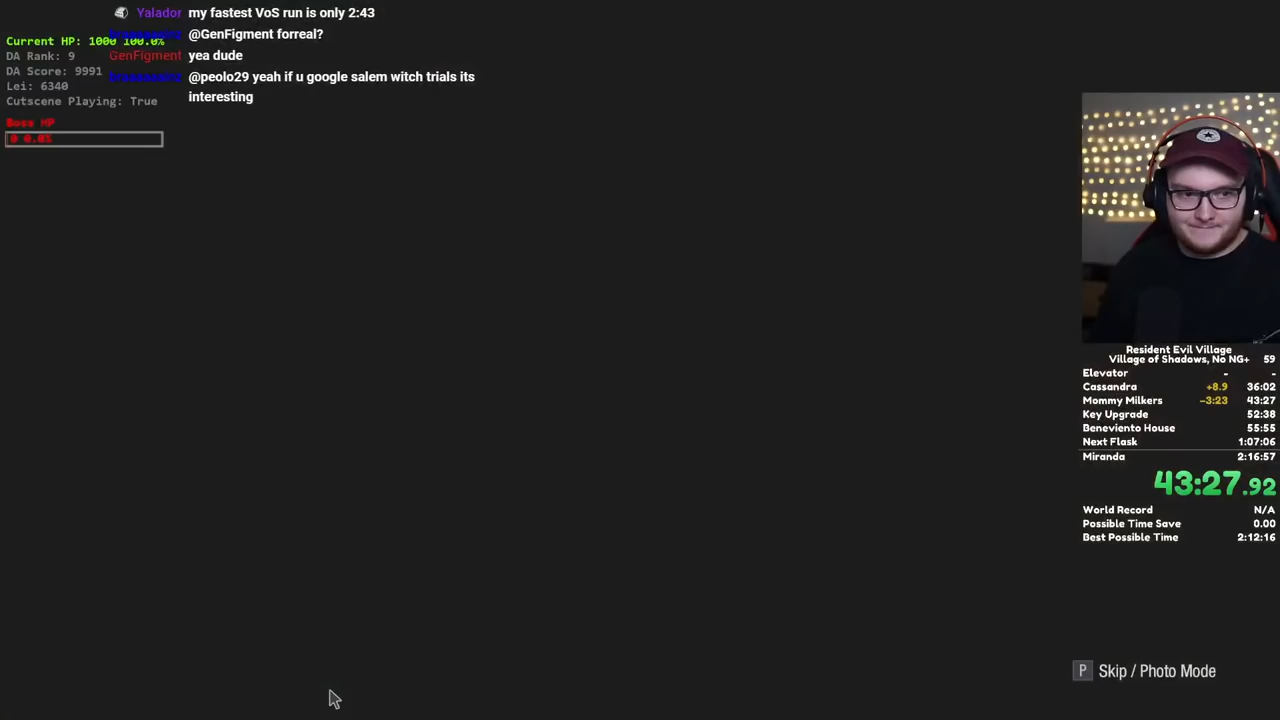 Yalador my fastest VoS run is only 2:43
@GenFigment forreal?
GenFigment yea dude
@peolo29 yeah if u google salem witch trials its
interesting
Current HP: 1000 100.0%
DA Rank: 9
DA Score: 9991
Lei: 6340
Cutscene Playing: True
Boss HP
0 0.0%
Resident Evil Village
Village of Shadows, No NG+ 59
Elevator - -
Cassandra +8.9 36:02
Mommy Milkers -3:23 43:27
Key Upgrade 52:38
Beneviento House 55:55
Next Flask 1:07:06
Miranda 2:16:57
43:27.92
World Record N/A
Possible Time Save 0.00
Best Possible Time 2:12:16
P Skip / Photo Mode